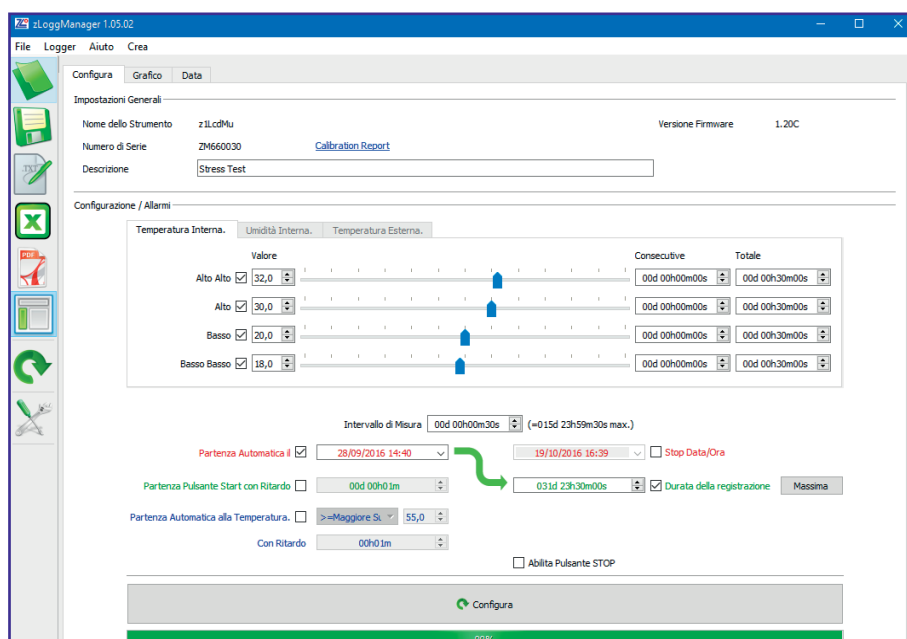 zLoggManager 1.05.02
File Logger Aiuto Crea
Configura Grafico Data
Impostazioni Generali
Nome dello Strumento z1LcdMu Versione Firmware 1.20C
Numero di Serie ZM660030 Calibration Report
Descrizione Stress Test
Configurazione / Allarmi
Temperatura Interna. Umidità Interna. Temperatura Esterna.
Valore Consecutive Totale
Alto Alto 32,0 00d 00h00m00s 00d 00h30m00s
Alto 30,0 00d 00h00m00s 00d 00h30m00s
Basso 20,0 00d 00h00m00s 00d 00h30m00s
Basso Basso 18,0 00d 00h00m00s 00d 00h30m00s
Intervallo di Misura 00d 00h00m30s (=015d 23h59m30s max.)
Partenza Automatica il 28/09/2016 14:40 19/10/2016 16:39 Stop Data/Ora
Partenza Pulsante Start con Ritardo 00d 00h01m 031d 23h30m00s Durata della registrazione Massima
Partenza Automatica alla Temperatura. >=Maggiore Su 55,0
Con Ritardo 00h01m
Abilita Pulsante STOP
Configura
TXT
PDF